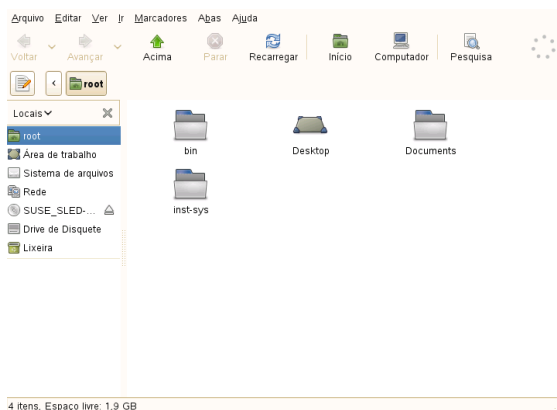 Arquivo Editar Ver Ir Marcadores Abas Ajuda
Voltar Avançar Acima Parar Recarregar Início Computador Pesquisa
root
Locais
root
Área de trabalho
Sistema de arquivos
Rede
SUSE_SLED-...
Drive de Disquete
Lixeira
bin Desktop Documents
inst-sys
4 itens, Espaço livre: 1,9 GB